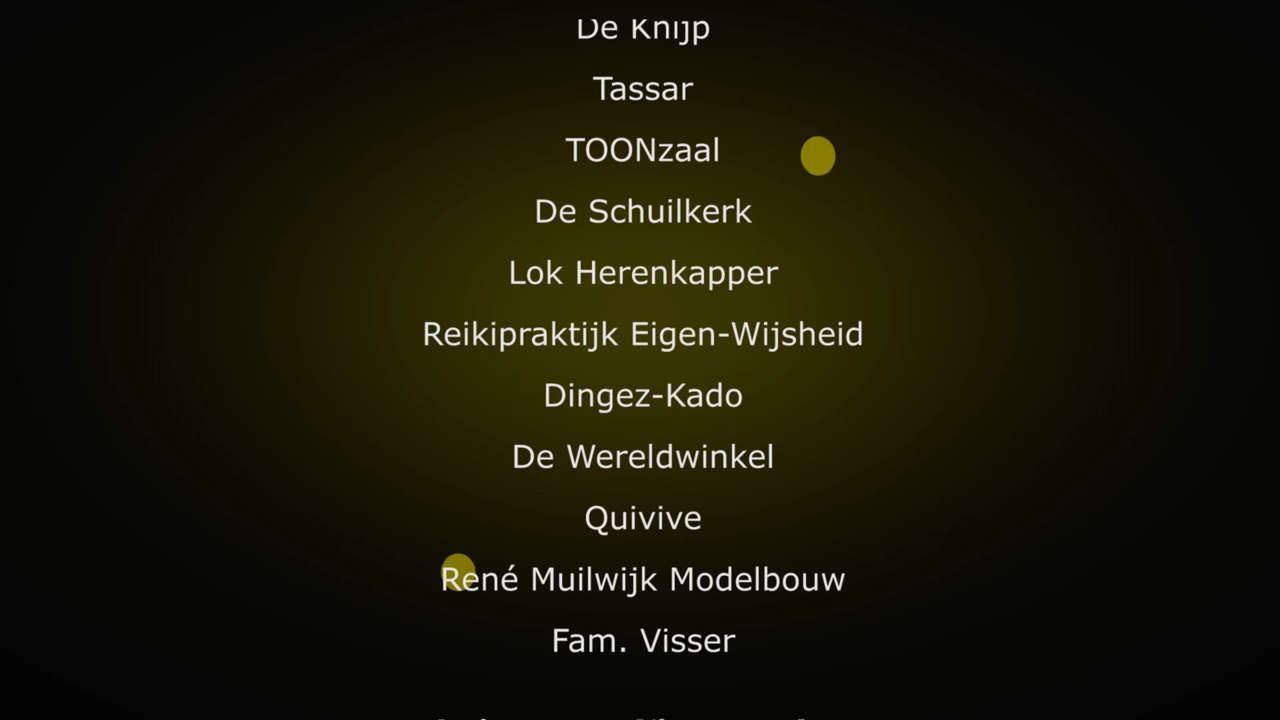 De Knijp
Tassar
TOONzaal
De Schuilkerk
Lok Herenkapper
Reikipraktijk Eigen-Wijsheid
Dingez-Kado
De Wereldwinkel
Quivive
René Muilwijk Modelbouw
Fam. Visser